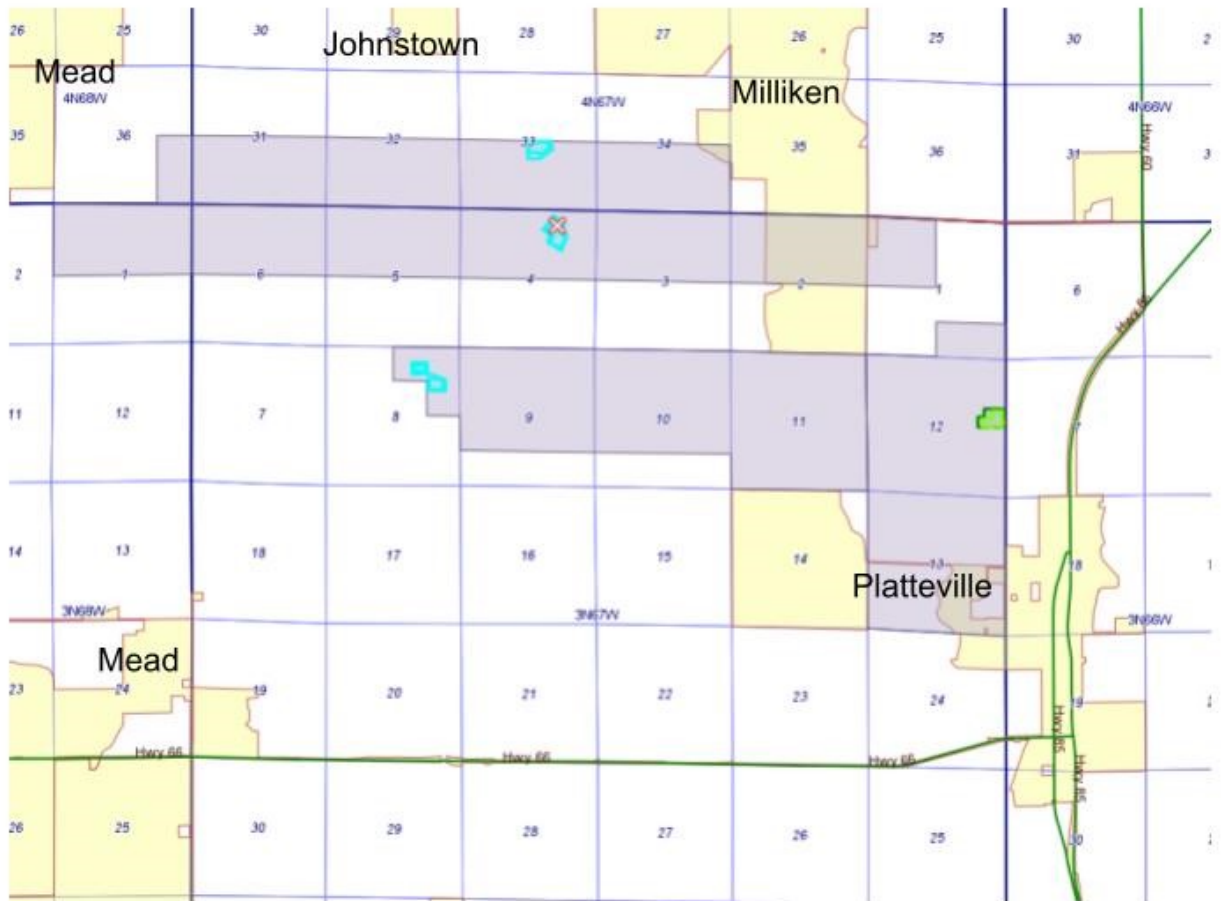 26 25 30 29 28 27 26 25 30 2
Johnstown
Mead
Milliken
4N68W 4N67W 4N66W
35 36 31 32 33 34 35 36 31 3
Hwy 60
2 1 6 5 4 3 2 1 6
Hwy
11 12 7 8 9 10 11 12
14 13 18 17 16 15 14 13 18
Platteville
3N68W 3N67W 3N66W
Mead
23 24 19 20 21 22 23 24 19
Hwy 66 Hwy 66 Hwy 66
Hwy 85 Hwy 85
26 25 30 29 28 27 26 25 30